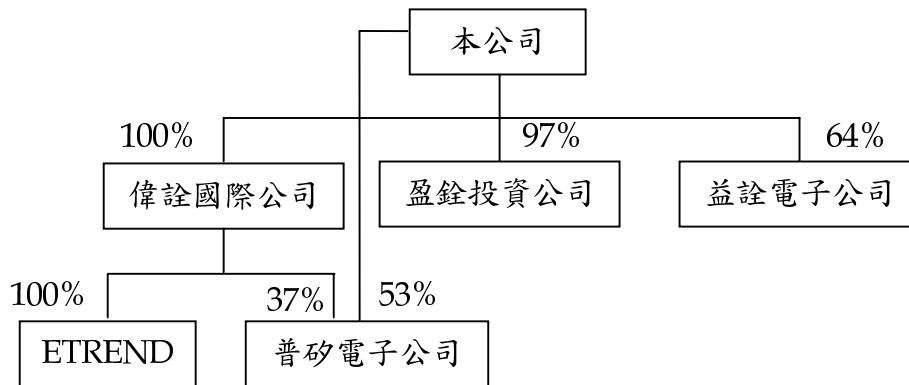 本公司
100%
97%
64%
偉詮國際公司
盈銓投資公司
益詮電子公司
100%
37%
53%
ETREND
普矽電子公司